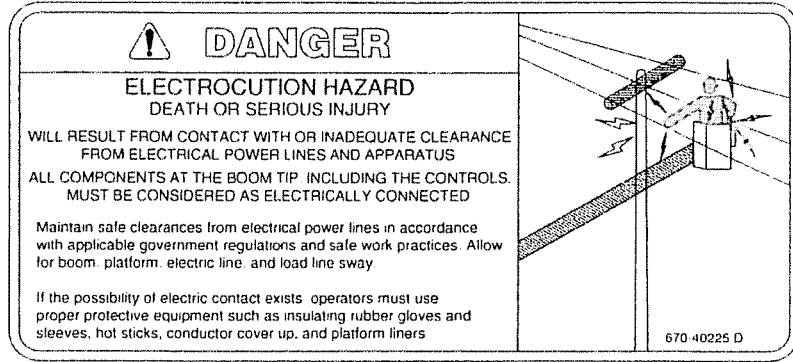 DANGER
ELECTROCUTION HAZARD
DEATH OR SERIOUS INJURY
WILL RESULT FROM CONTACT WITH OR INADEQUATE CLEARANCE
FROM ELECTRICAL POWER LINES AND APPARATUS
ALL COMPONENTS AT THE BOOM TIP. INCLUDING THE CONTROLS.
MUST BE CONSIDERED AS ELECTRICALLY CONNECTED
Maintain safe clearances from electrical power lines in accordance
with applicable government regulations and safe work practices. Allow
for boom. platform. electric line. and load line sway
If the possibility of electric contact exists operators must use
proper protective equipment such as insulating rubber gloves and
sleeves, hot sticks, conductor cover up, and platform liners
670-40225 D